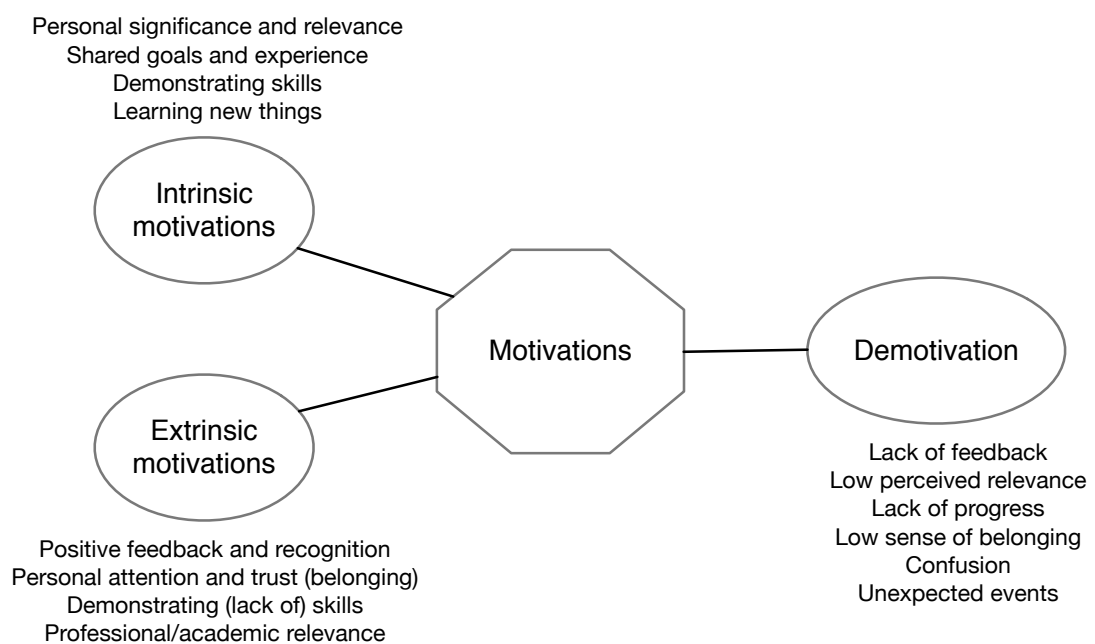 Personal significance and relevance
Shared goals and experience
Demonstrating skills
Learning new things
Intrinsic
motivations
Motivations
Demotivation
Extrinsic
motivations
Positive feedback and recognition
Personal attention and trust (belonging)
Demonstrating (lack of) skills
Professional/academic relevance
Lack of feedback
Low perceived relevance
Lack of progress
Low sense of belonging
Confusion
Unexpected events